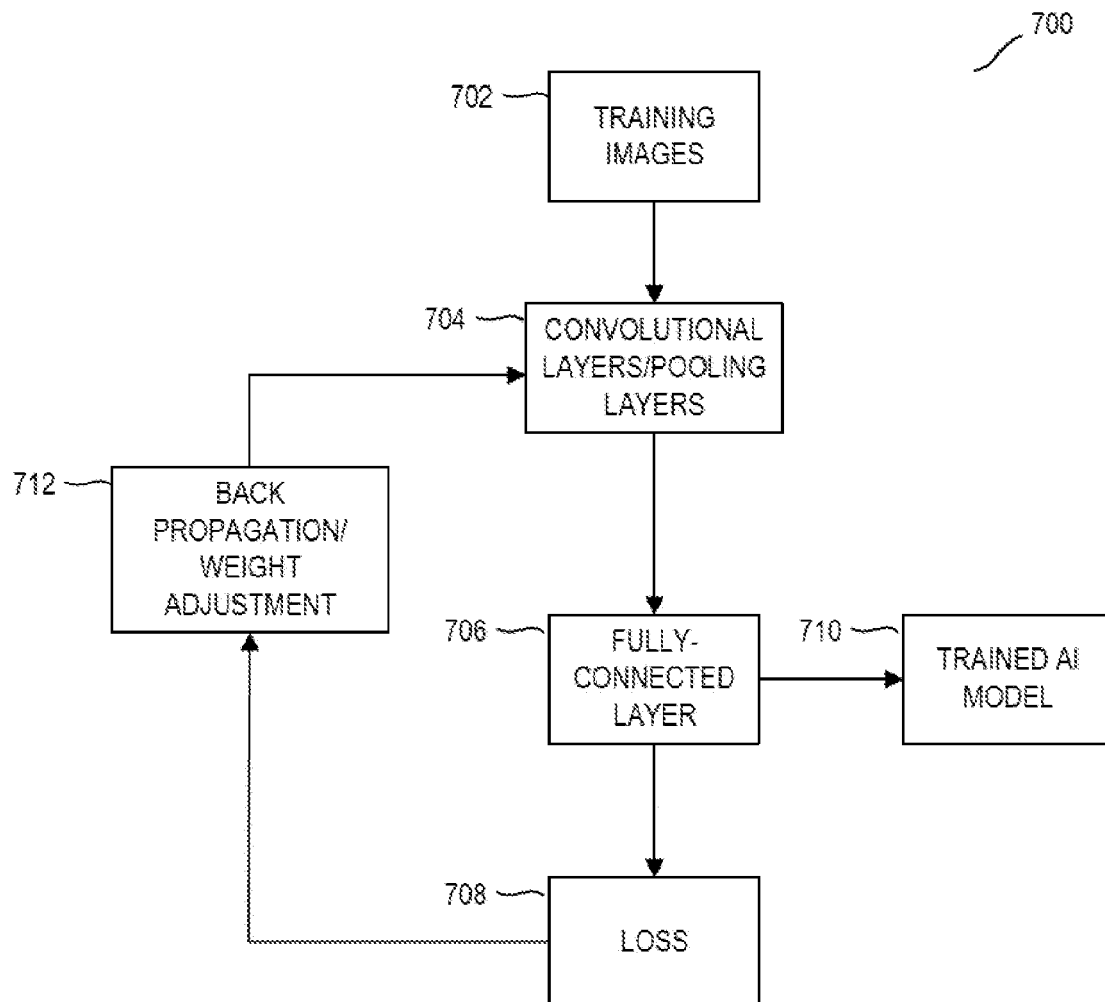 700
702
TRAINING
IMAGES
704
CONVOLUTIONAL
LAYERS/POOLING
LAYERS
712
BACK
PROPAGATION/
WEIGHT
ADJUSTMENT
706
FULLY-
CONNECTED
LAYER
710
TRAINED AI
MODEL
708
LOSS